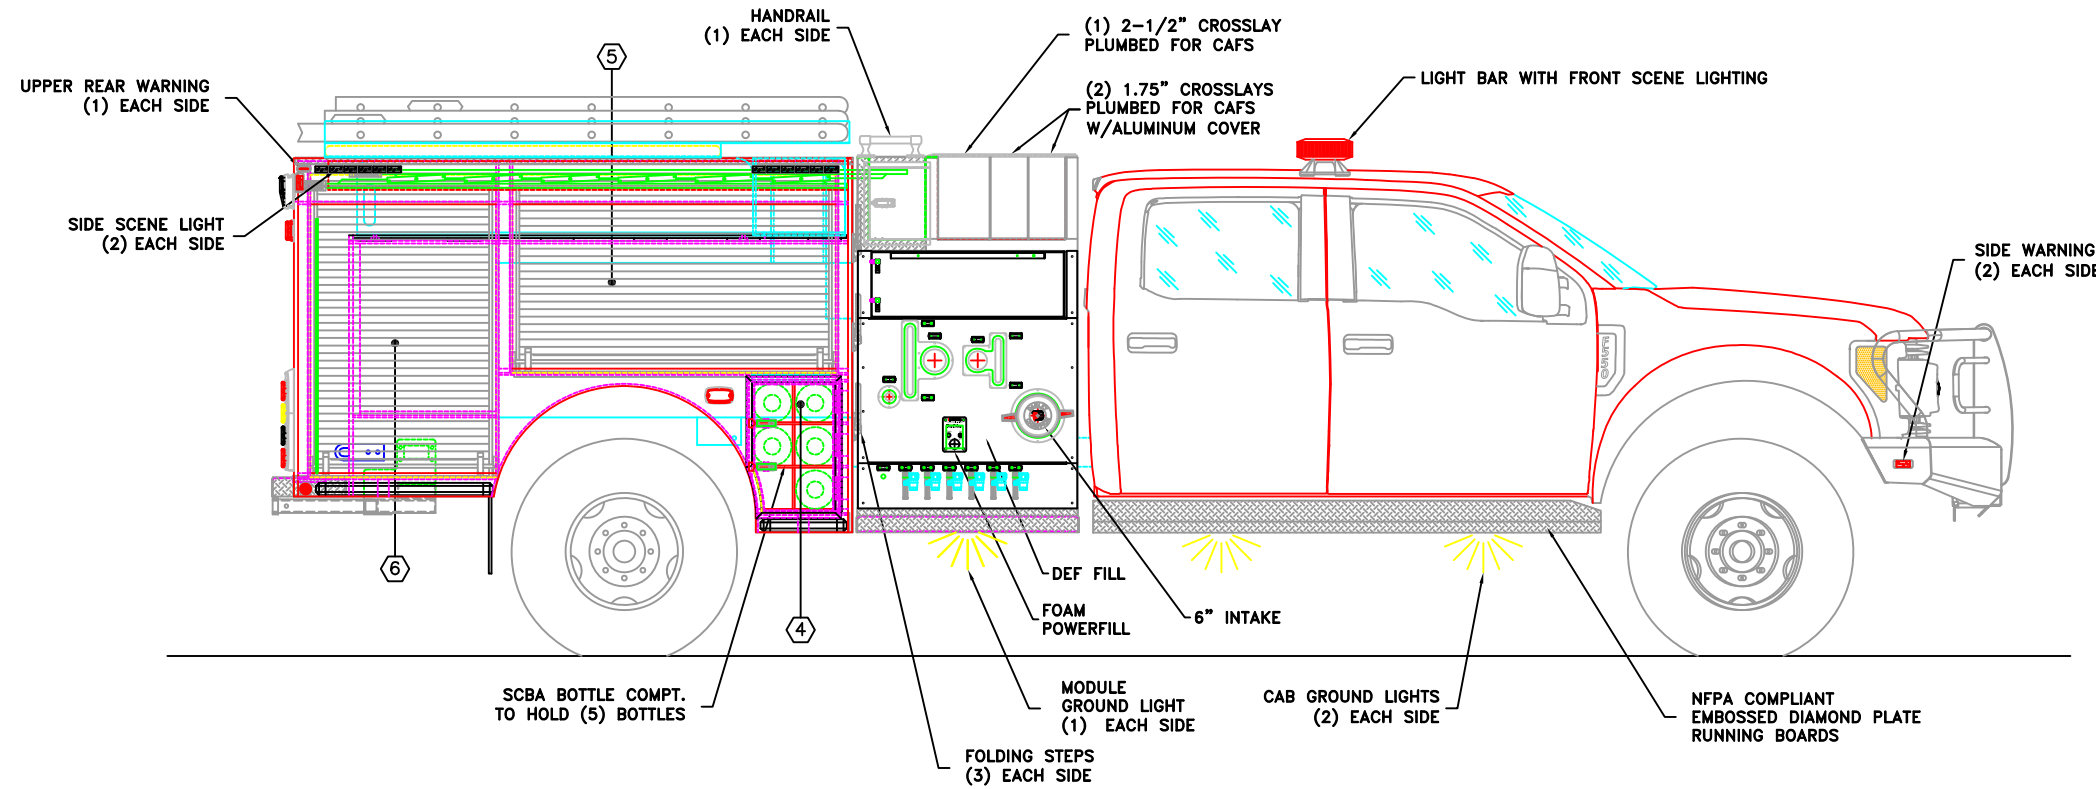 HANDRAIL
(1) EACH SIDE
(1) 2-1/2" CROSSLAY
PLUMBED FOR CAFS
5
UPPER REAR WARNING
(1) EACH SIDE
(2) 1.75" CROSSLAYS
PLUMBED FOR CAFS
W/ALUMINUM COVER
LIGHT BAR WITH FRONT SCENE LIGHTING
SIDE SCENE LIGHT
(2) EACH SIDE
SIDE WARNING
(2) EACH SIDE
F550
6
4
DEF FILL
FOAM
POWERFILL
6" INTAKE
SCBA BOTTLE COMPT.
TO HOLD (5) BOTTLES
MODULE
GROUND LIGHT
(1) EACH SIDE
CAB GROUND LIGHTS
(2) EACH SIDE
NFPA COMPLIANT
EMBOSSED DIAMOND PLATE
RUNNING BOARDS
FOLDING STEPS
(3) EACH SIDE